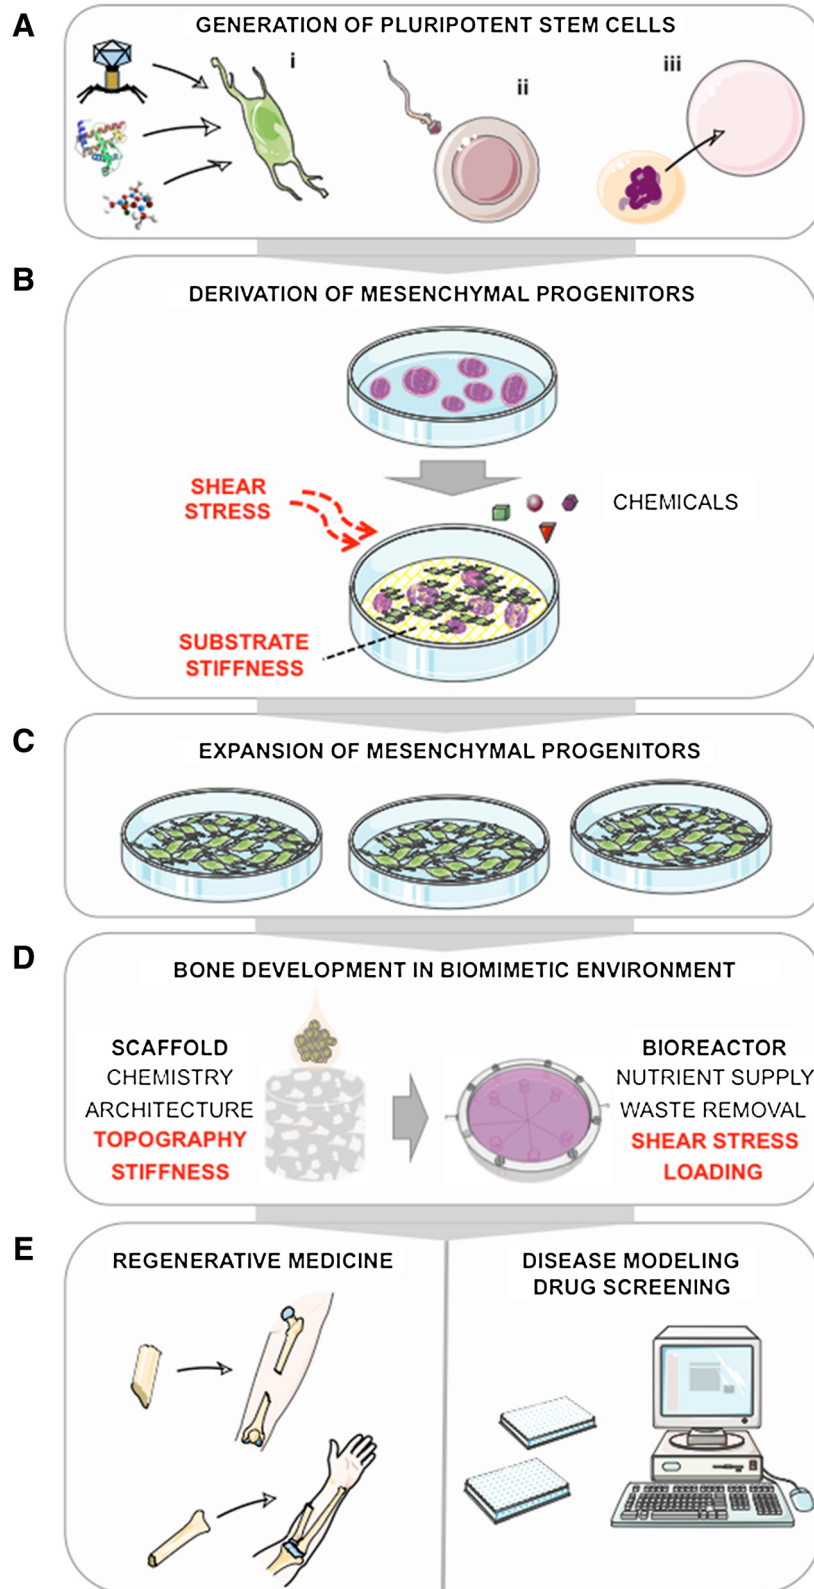 A
GENERATION OF PLURIPOTENT STEM CELLS
i
ii
iii
B
DERIVATION OF MESENCHYMAL PROGENITORS
SHEAR
STRESS
CHEMICALS
SUBSTRATE
STIFFNESS
C
EXPANSION OF MESENCHYMAL PROGENITORS
D
BONE DEVELOPMENT IN BIOMIMETIC ENVIRONMENT
SCAFFOLD
CHEMISTRY
ARCHITECTURE
TOPOGRAPHY
STIFFNESS
BIOREACTOR
NUTRIENT SUPPLY
WASTE REMOVAL
SHEAR STRESS
LOADING
E
REGENERATIVE MEDICINE
DISEASE MODELING
DRUG SCREENING